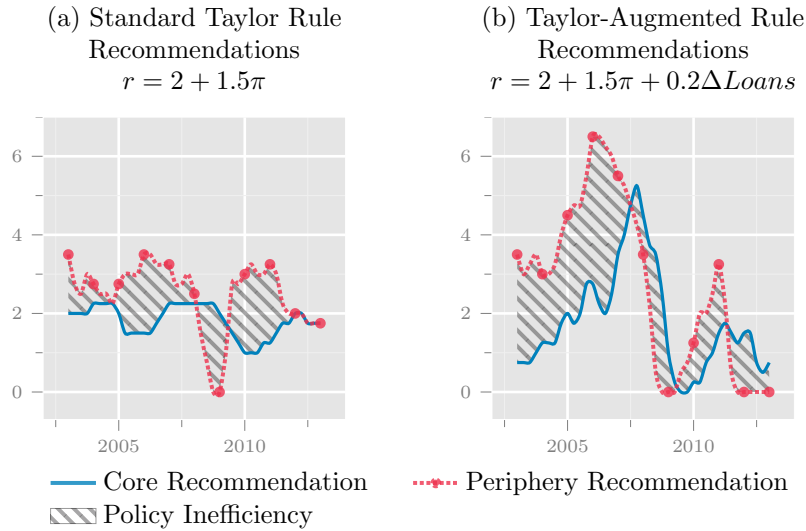 (a) Standard Taylor Rule
Recommendations
r = 2 + 1.5π
(b) Taylor-Augmented Rule
Recommendations
r = 2 + 1.5π + 0.2ΔLoans
6
4
2
0
2005
2010
6
4
2
0
2005
2010
Core Recommendation
Periphery Recommendation
Policy Inefficiency